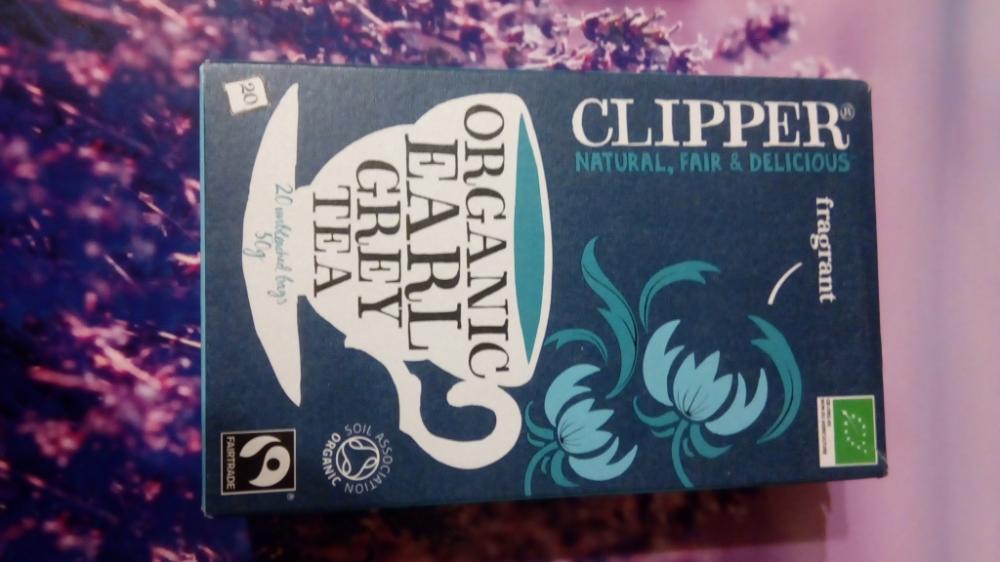 CLIPPER®
NATURAL, FAIR & DELICIOUS
fragrant
ORGANIC
EARL
GREY
TEA
20 unbleached bags
50g
20
SOIL ASSOCIATION
ORGANIC
FAIRTRADE
®